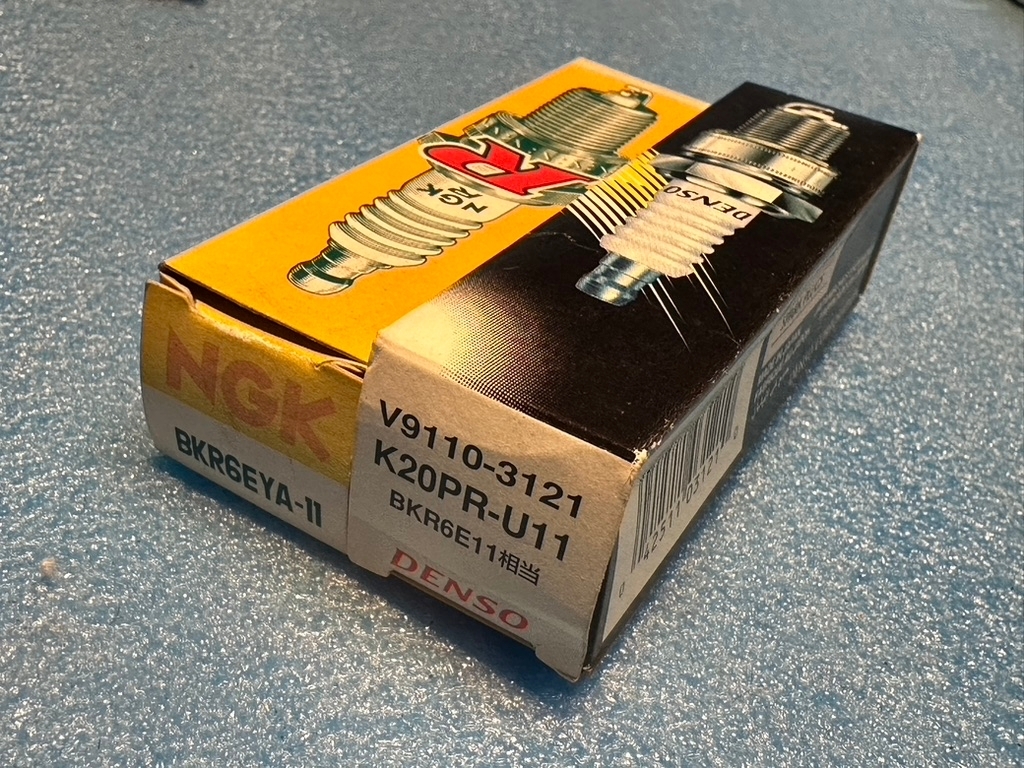 R
NGK
DENSO
NGK
BKR6EYA-11
V9110-3121
K20PR-U11
BKR6E11相当
DENSO